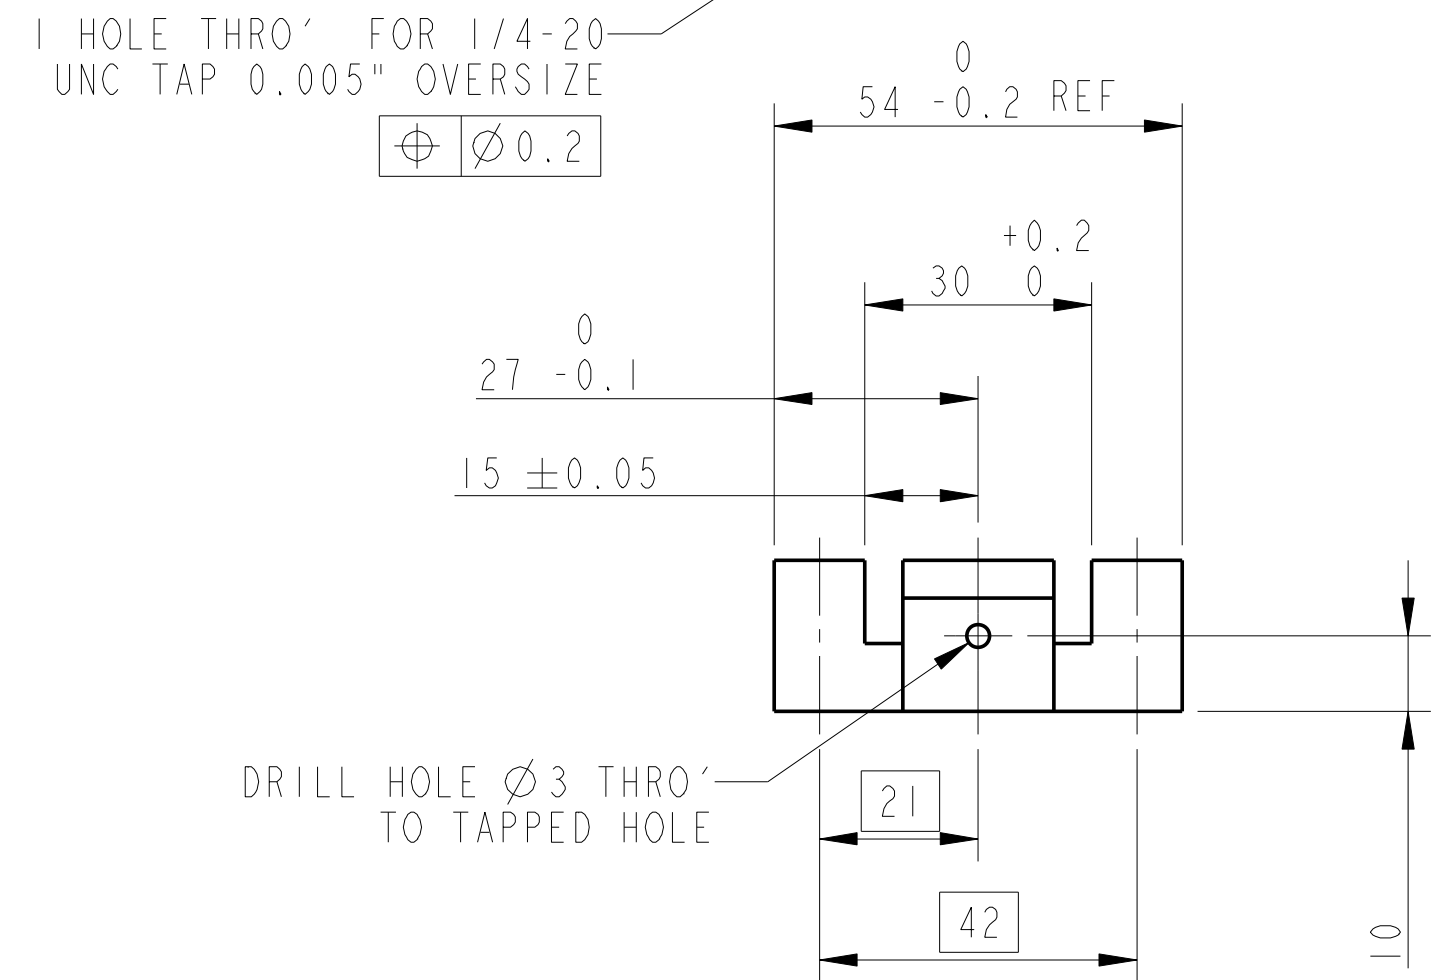 1 HOLE THRO' FOR 1/4-20
UNC TAP 0.005" OVERSIZE
⌖ ∅0.2
0
54 -0.2 REF
+0.2
30 0
0
27 -0.1
15 ±0.05
DRILL HOLE ∅3 THRO'
TO TAPPED HOLE
21
42
10